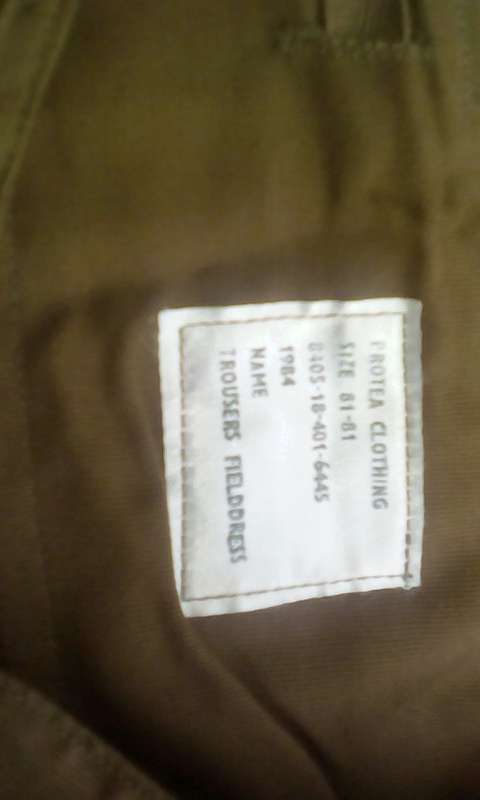 PROTEA CLOTHING
SIZE 81-81
8405-18-401-6445
1984
NAME
TROUSERS FIELDDRESS